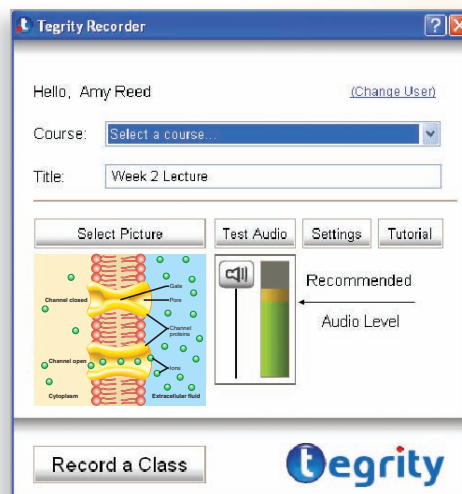 Tegrity Recorder
Hello, Amy Reed
(Change User)
Course:
Select a course...
Title:
Week 2 Lecture
Select Picture
Test Audio
Settings
Tutorial
Gate
Channel closed
Pore
Channel
proteins
Channel open
Ions
Cytoplasm
Extracellular fluid
Recommended
Audio Level
Record a Class
tegrity